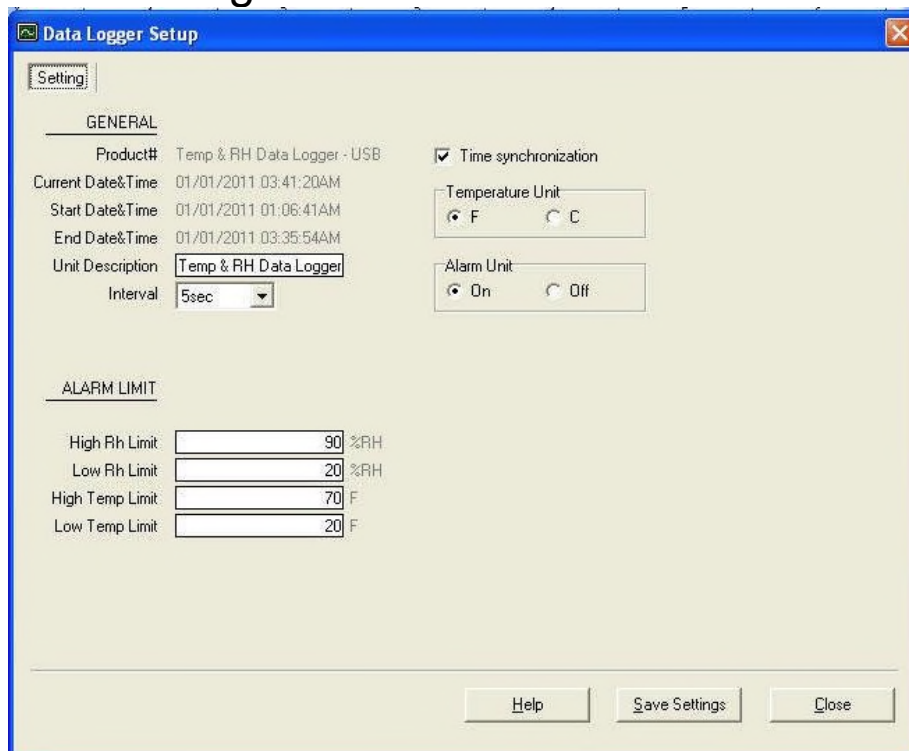 Data Logger Setup
Setting
GENERAL
Product# Temp & RH Data Logger - USB
Current Date&Time 01/01/2011 03:41:20AM
Start Date&Time 01/01/2011 01:06:41AM
End Date&Time 01/01/2011 03:35:54AM
Unit Description Temp & RH Data Logger
Interval 5sec
Time synchronization
Temperature Unit
F C
Alarm Unit
On Off
ALARM LIMIT
High Rh Limit 90 %RH
Low Rh Limit 20 %RH
High Temp Limit 70 F
Low Temp Limit 20 F
Help Save Settings Close